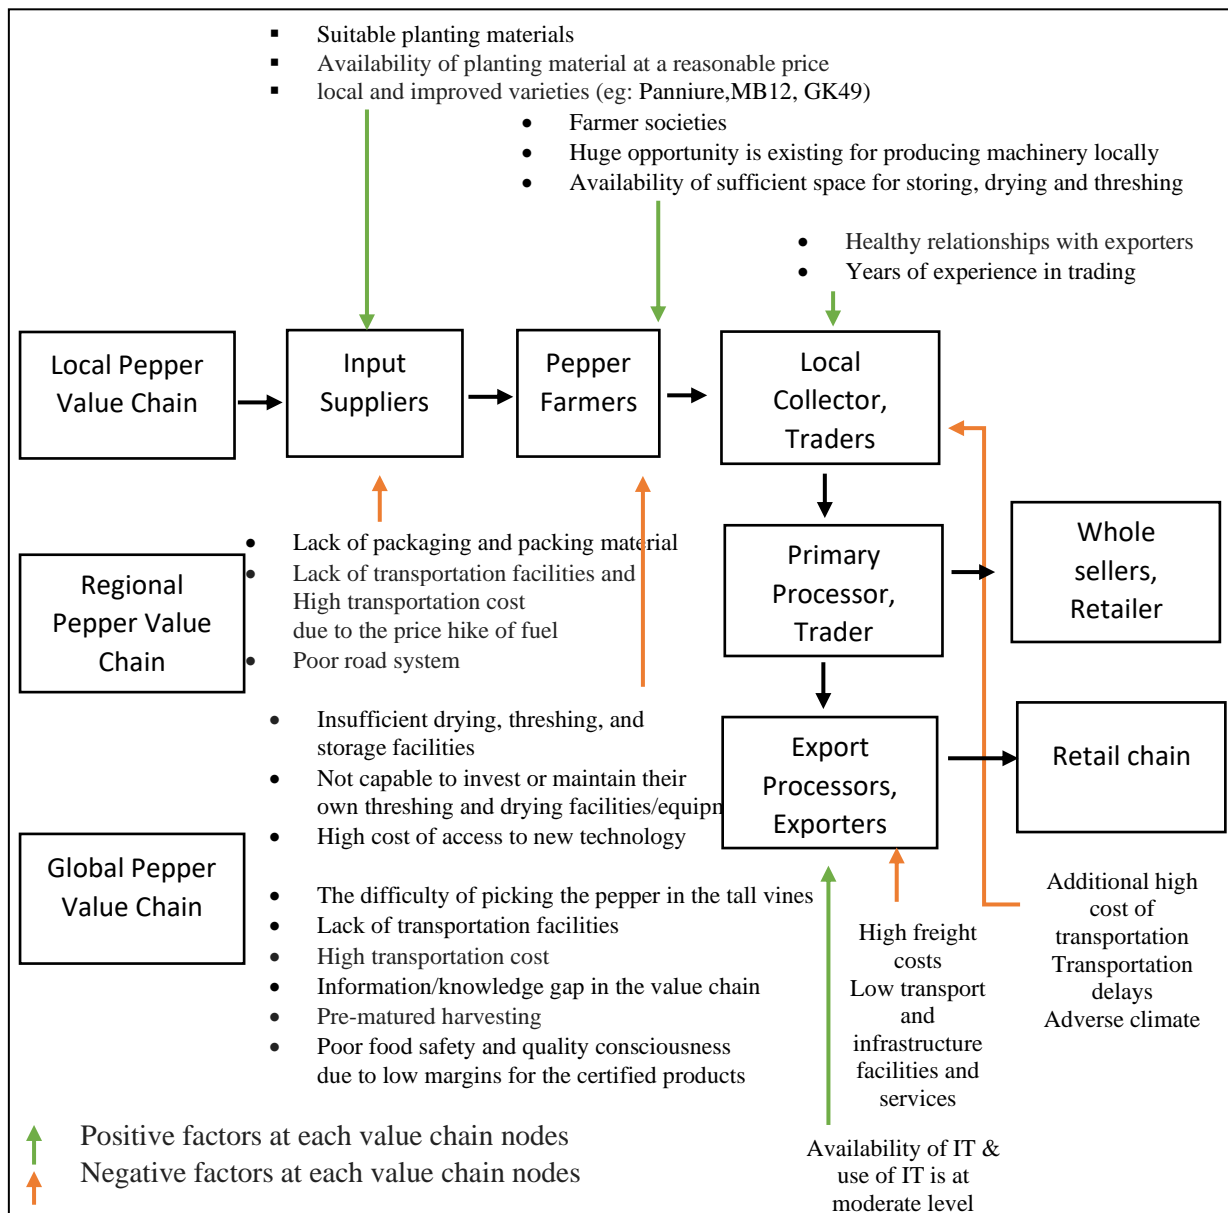 ▪ Suitable planting materials
▪ Availability of planting material at a reasonable price
▪ local and improved varieties (eg: Panniure,MB12, GK49)
• Farmer societies
• Huge opportunity is existing for producing machinery locally
• Availability of sufficient space for storing, drying and threshing
• Healthy relationships with exporters
• Years of experience in trading
Local Pepper
Value Chain
Input
Suppliers
Pepper
Farmers
Local
Collector,
Traders
• Lack of packaging and packing material
• Lack of transportation facilities and
High transportation cost
due to the price hike of fuel
• Poor road system
Regional
Pepper Value
Chain
Primary
Processor,
Trader
Whole
sellers,
Retailer
• Insufficient drying, threshing, and
storage facilities
• Not capable to invest or maintain their
own threshing and drying facilities/equipm
• High cost of access to new technology
Export
Processors,
Exporters
Retail chain
Global Pepper
Value Chain
• The difficulty of picking the pepper in the tall vines
• Lack of transportation facilities
• High transportation cost
• Information/knowledge gap in the value chain
• Pre-matured harvesting
• Poor food safety and quality consciousness
due to low margins for the certified products
High freight
costs
Low transport
and
infrastructure
facilities and
services
Additional high
cost of
transportation
Transportation
delays
Adverse climate
Availability of IT &
use of IT is at
moderate level
Positive factors at each value chain nodes
Negative factors at each value chain nodes